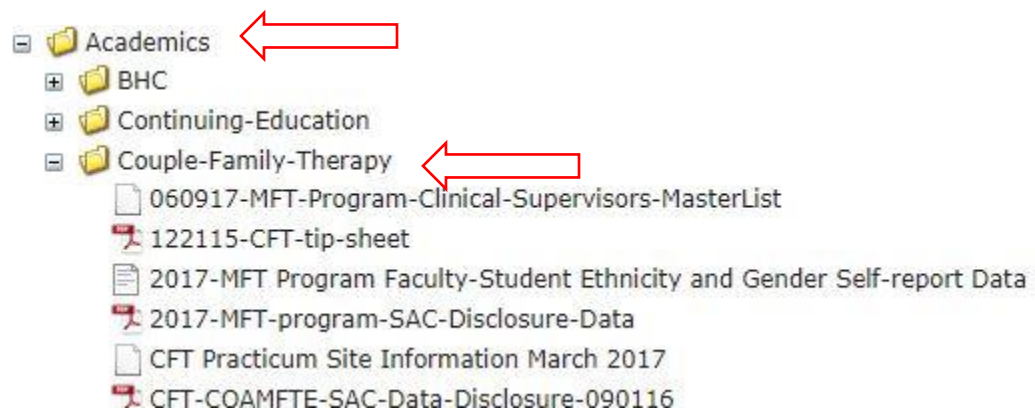 Academics
BHC
Continuing-Education
Couple-Family-Therapy
060917-MFT-Program-Clinical-Supervisors-MasterList
122115-CFT-tip-sheet
2017-MFT Program Faculty-Student Ethnicity and Gender Self-report Data
2017-MFT-program-SAC-Disclosure-Data
CFT Practicum Site Information March 2017
CFT-COAMFTE-SAC-Data-Disclosure-090116